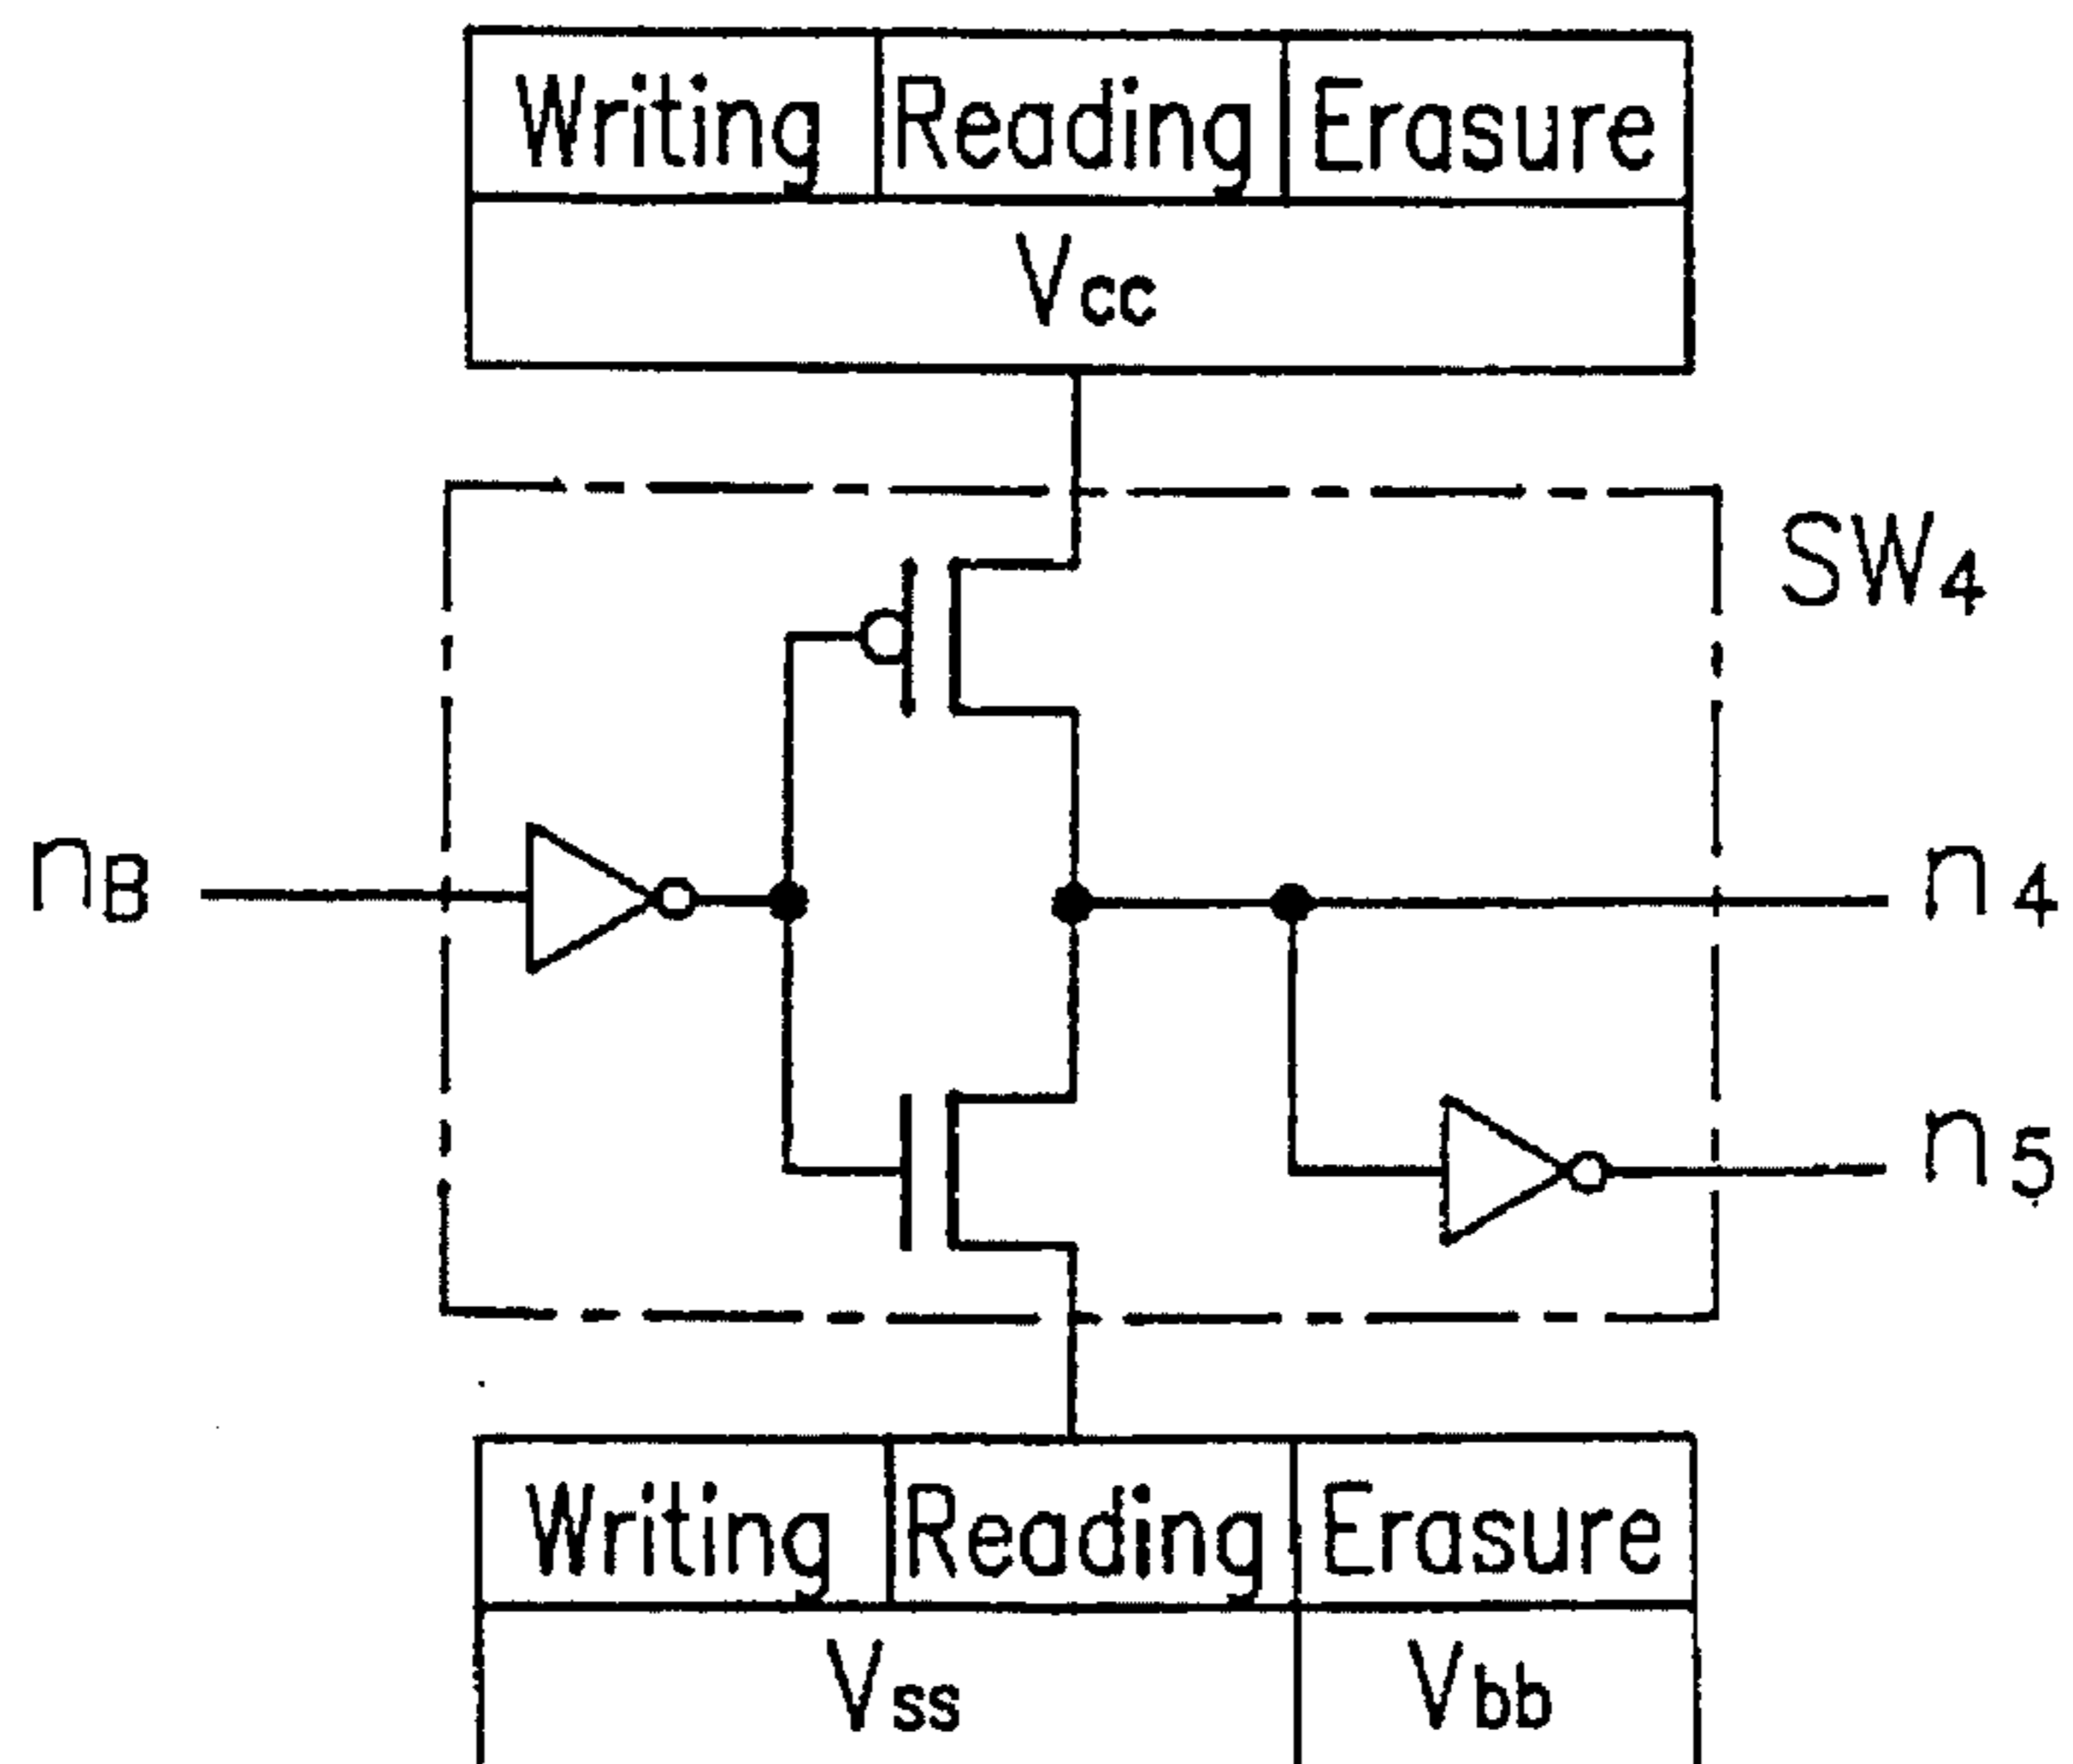 Writing Reading Erasure
Vcc
SW4
nB
n4
n5
Writing Reading Erasure
Vss Vbb